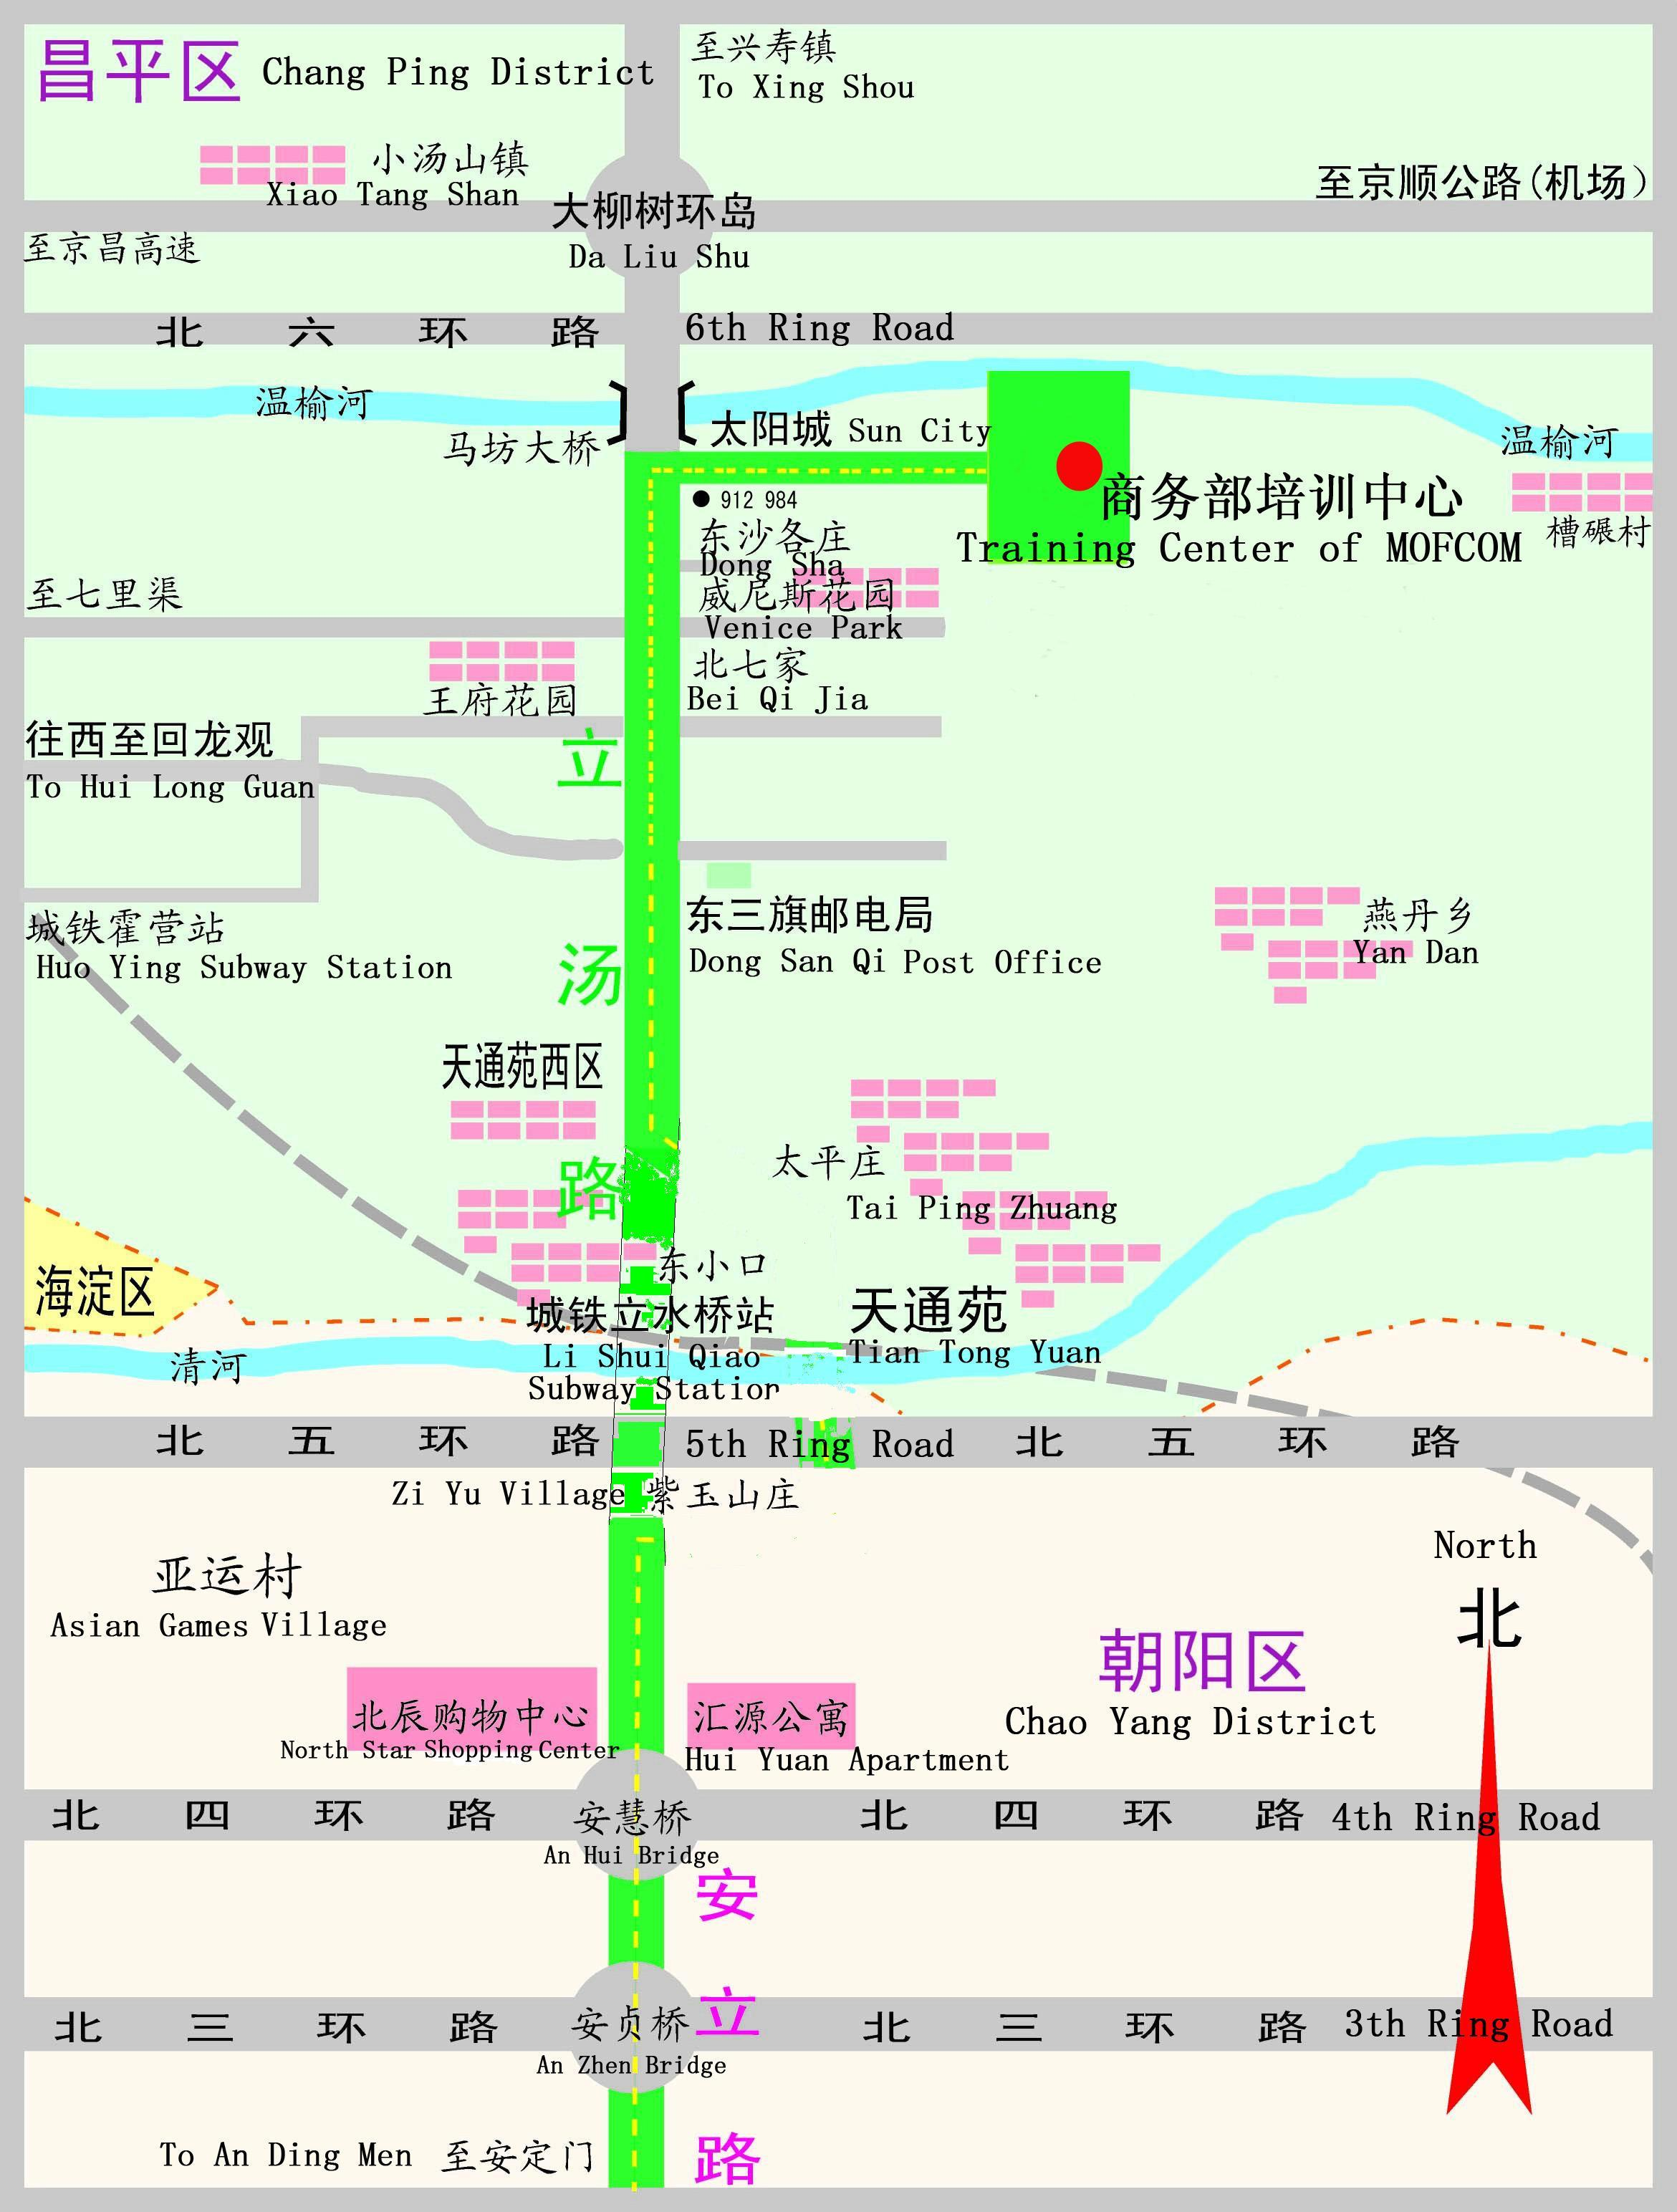 昌平区 Chang Ping District
至兴寿镇
To Xing Shou
小汤山镇
Xiao Tang Shan
至京顺公路(机场)
大柳树环岛
Da Liu Shu
至京昌高速
北六环路 6th Ring Road
温榆河
马坊大桥
太阳城 Sun City
温榆河
912 984
商务部培训中心
Training Center of MOFCOM
槽碾村
东沙各庄
Dong Sha
至七里渠
威尼斯花园
Venice Park
王府花园
北七家
Bei Qi Jia
往西至回龙观
To Hui Long Guan
立汤路
东三旗邮电局
Dong San Qi Post Office
城铁霍营站
Huo Ying Subway Station
燕丹乡
Yan Dan
天通苑西区
太平庄
Tai Ping Zhuang
海淀区
东小口
城铁立水桥站
Li Shui Qiao
Subway Station
天通苑
Tian Tong Yuan
清河
北五环路 5th Ring Road 北五环路
Zi Yu Village 紫玉山庄
亚运村
Asian Games Village
North
北
朝阳区
Chao Yang District
北辰购物中心
North Star Shopping Center
汇源公寓
Hui Yuan Apartment
北四环路 安慧桥 北四环路 4th Ring Road
An Hui Bridge
安立路
北三环路 安贞桥 北三环路 3th Ring Road
An Zhen Bridge
To An Ding Men 至安定门